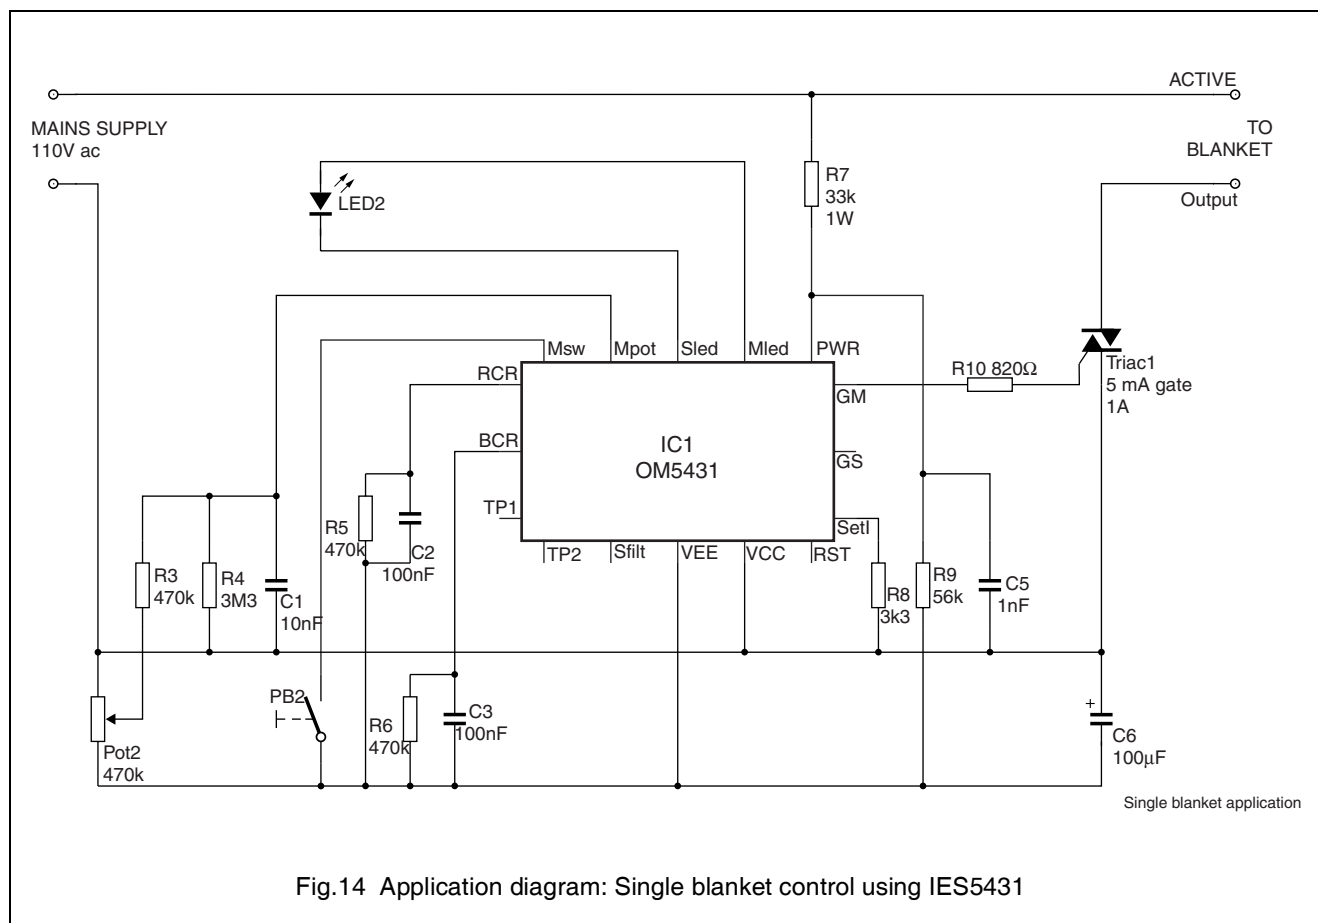 ACTIVE
MAINS SUPPLY
110V ac
TO
BLANKET
R7
33k
1W
LED2
Output
Msw
Mpot
Sled
Mled
PWR
Triac1
5 mA gate
1A
R10 820Ω
RCR
GM
BCR
IC1
OM5431
GS
TP1
SetI
R5
470k
C2
100nF
TP2
Sfilt
VEE
VCC
RST
R3
470k
R4
3M3
C1
10nF
R8
3k3
R9
56k
C5
1nF
PB2
R6
470k
C3
100nF
+
C6
100µF
Pot2
470k
Single blanket application
Fig.14 Application diagram: Single blanket control using IES5431